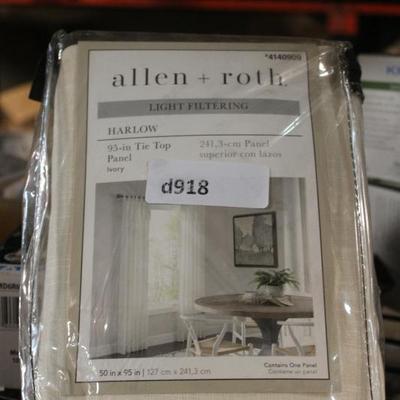 *4140909
allen + roth
LIGHT FILTERING
HARLOW
95-in Tie Top
Panel
Ivory
241,3-cm Panel
superior con lazos
d918
50 in x 95 in | 127 cm x 241,3 cm
Contains One Panel
Contiene un panel